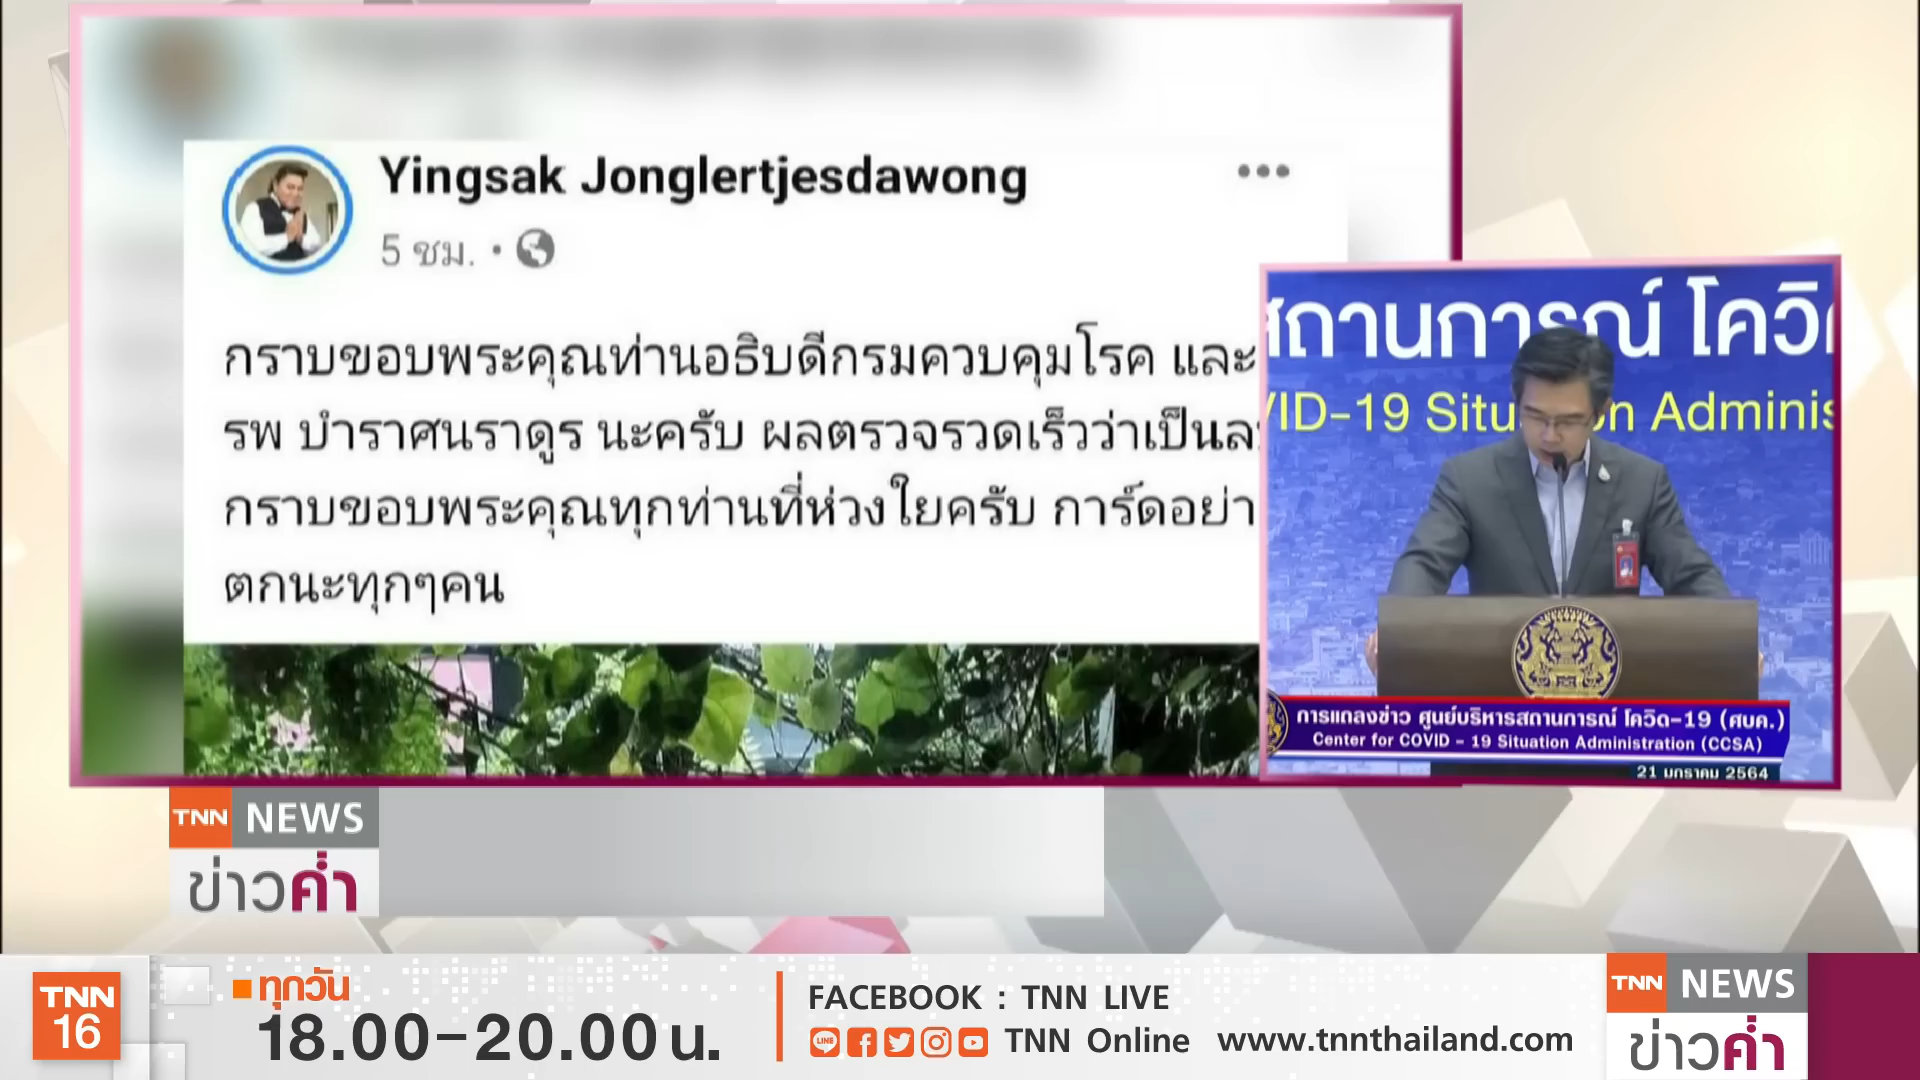 Yingsak Jonglertjesdawong
5 ชม.
กราบขอบพระคุณท่านอธิบดีกรมควบคุมโรค และ
รพ บำราศนราดูร นะครับ ผลตรวจรวดเร็วว่าเป็น
กราบขอบพระคุณทุกท่านที่ห่วงใยครับ การ์ดอย่า
ตกนะทุกๆคน
สถานการณ์ โควิ
VID-19 Situ n Adminis
การแถลงข่าว ศูนย์บริหารสถานการณ์ โควิด-19 (ศบค.)
Center for COVID - 19 Situation Administration (CCSA)
21 มกราคม 2564
TNN NEWS
ข่าวค่ำ
TNN
16
ทุกวัน
18.00-20.00 น.
FACEBOOK : TNN LIVE
LINE TNN Online www.tnnthailand.com
TNN NEWS
ข่าวค่ำ